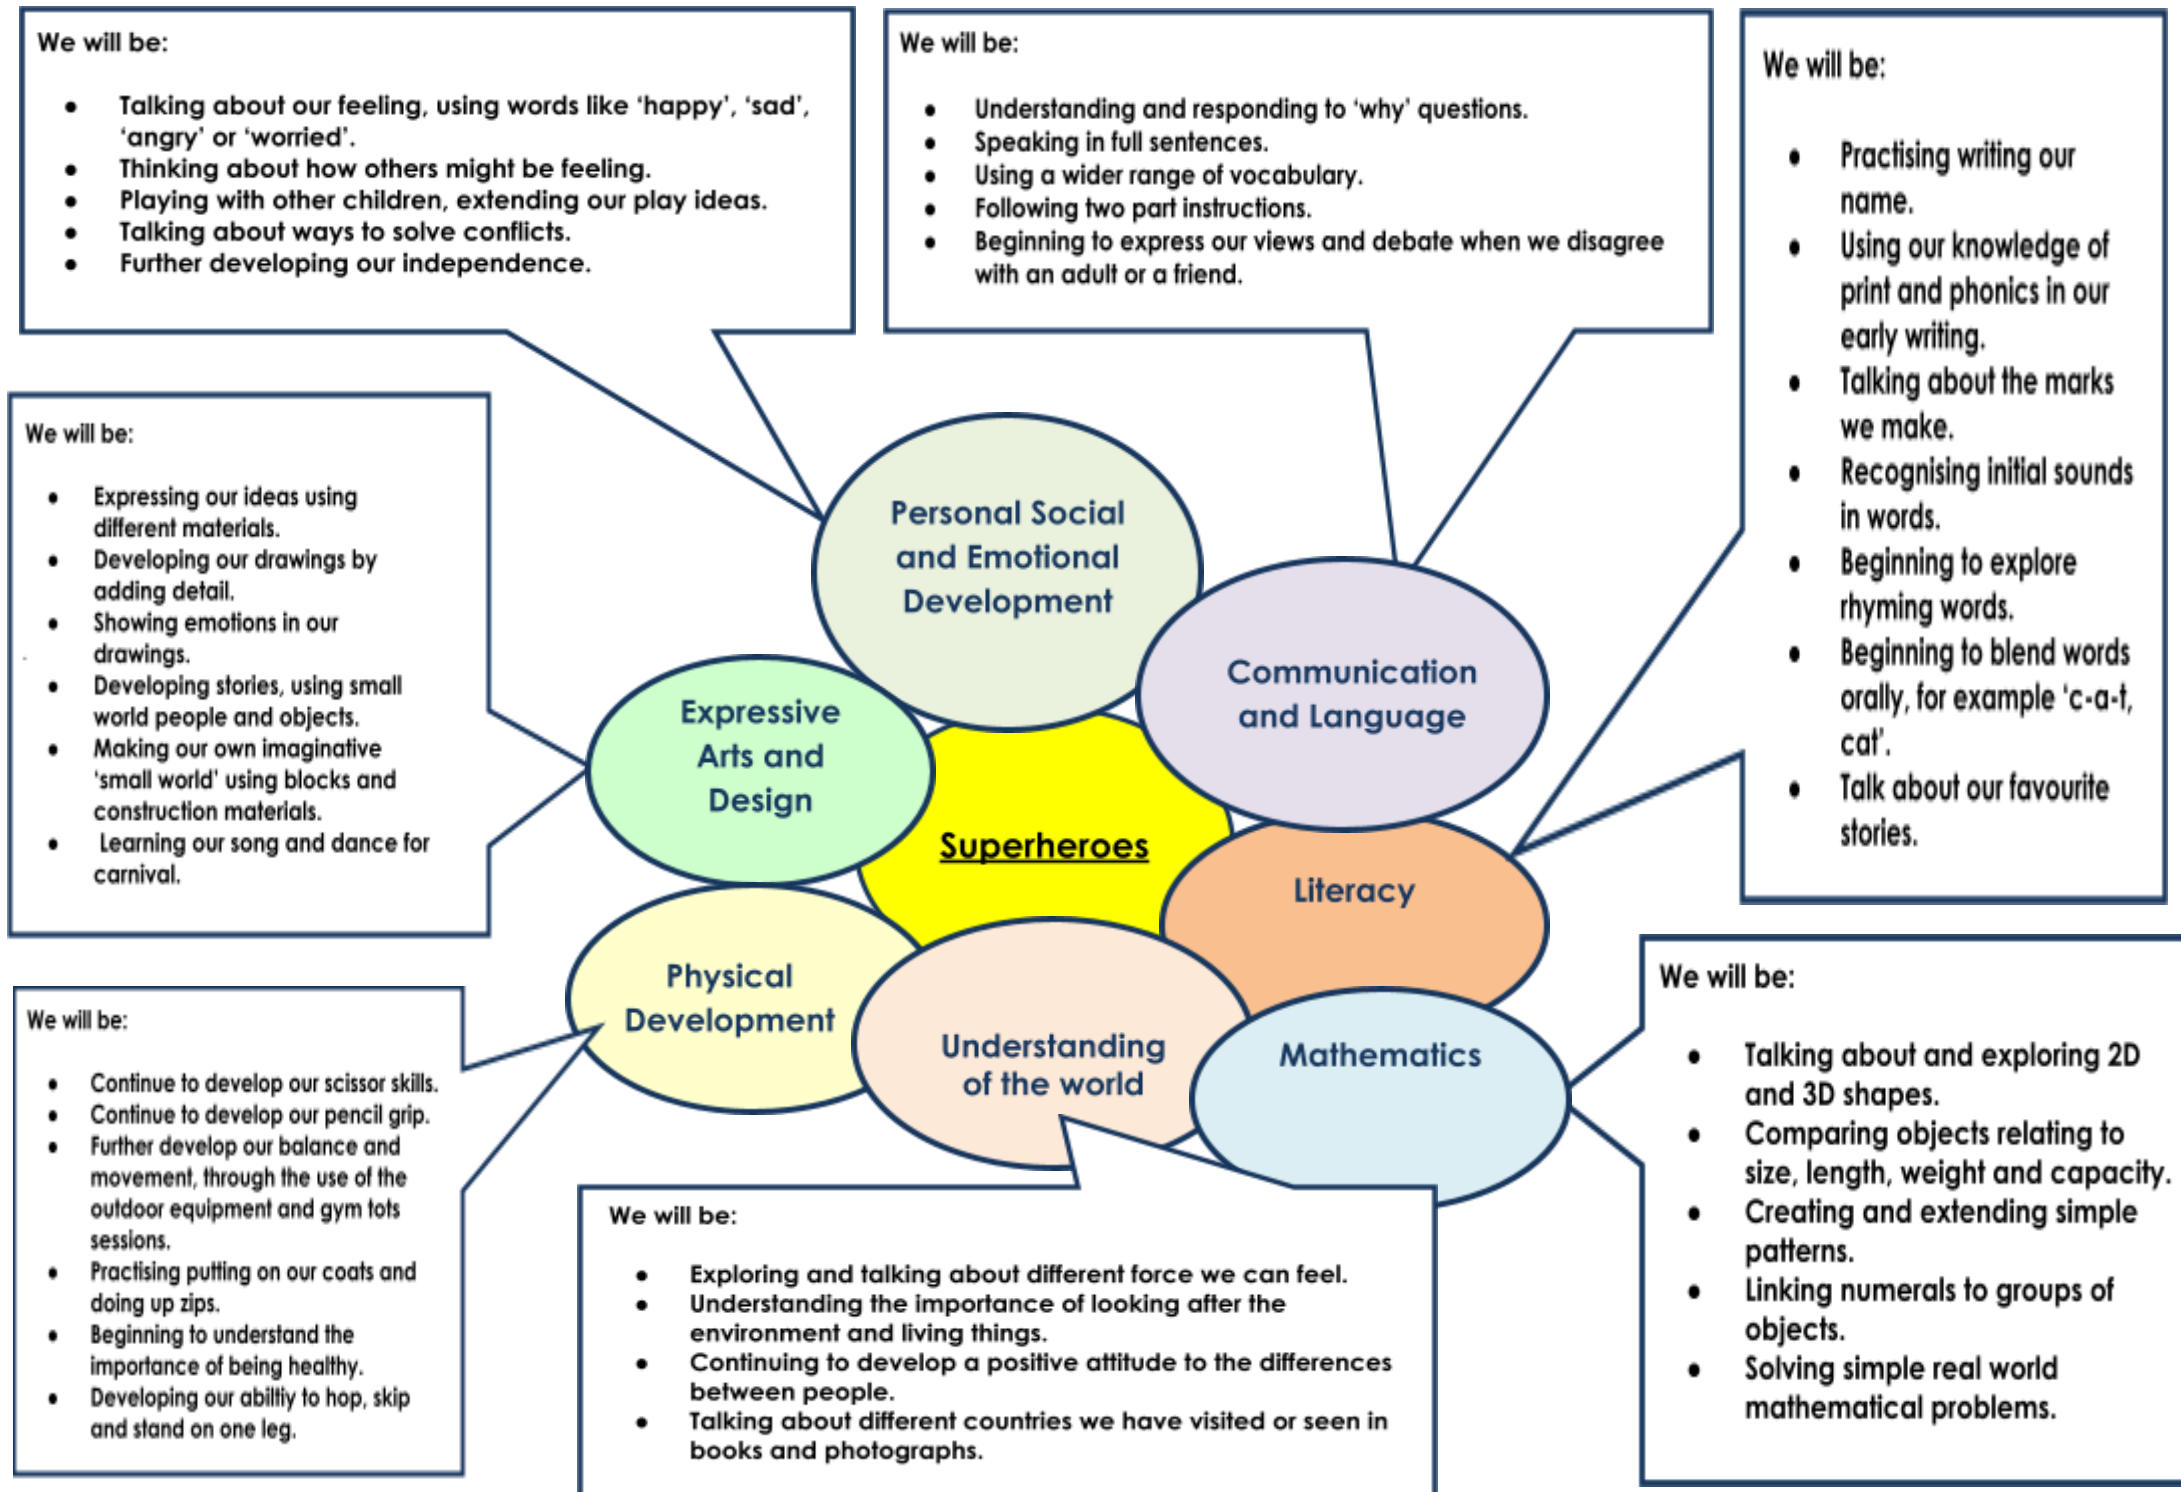 We will be:
● Talking about our feeling, using words like ‘happy’, ‘sad’,
‘angry’ or ‘worried’.
● Thinking about how others might be feeling.
● Playing with other children, extending our play ideas.
● Talking about ways to solve conflicts.
● Further developing our independence.
We will be:
● Understanding and responding to ‘why’ questions.
● Speaking in full sentences.
● Using a wider range of vocabulary.
● Following two part instructions.
● Beginning to express our views and debate when we disagree
with an adult or a friend.
We will be:
● Practising writing our
name.
● Using our knowledge of
print and phonics in our
early writing.
● Talking about the marks
we make.
● Recognising initial sounds
in words.
● Beginning to explore
rhyming words.
● Beginning to blend words
orally, for example ‘c-a-t,
cat’.
● Talk about our favourite
stories.
We will be:
● Expressing our ideas using
different materials.
● Developing our drawings by
adding detail.
● Showing emotions in our
drawings.
● Developing stories, using small
world people and objects.
● Making our own imaginative
‘small world’ using blocks and
construction materials.
● Learning our song and dance for
carnival.
Personal Social
and Emotional
Development
Communication
and Language
Expressive
Arts and
Design
Superheroes
Literacy
Physical
Development
Understanding
of the world
Mathematics
We will be:
● Continue to develop our scissor skills.
● Continue to develop our pencil grip.
● Further develop our balance and
movement, through the use of the
outdoor equipment and gym tots
sessions.
● Practising putting on our coats and
doing up zips.
● Beginning to understand the
importance of being healthy.
● Developing our abiltiy to hop, skip
and stand on one leg.
We will be:
● Exploring and talking about different force we can feel.
● Understanding the importance of looking after the
environment and living things.
● Continuing to develop a positive attitude to the differences
between people.
● Talking about different countries we have visited or seen in
books and photographs.
We will be:
● Talking about and exploring 2D
and 3D shapes.
● Comparing objects relating to
size, length, weight and capacity.
● Creating and extending simple
patterns.
● Linking numerals to groups of
objects.
● Solving simple real world
mathematical problems.